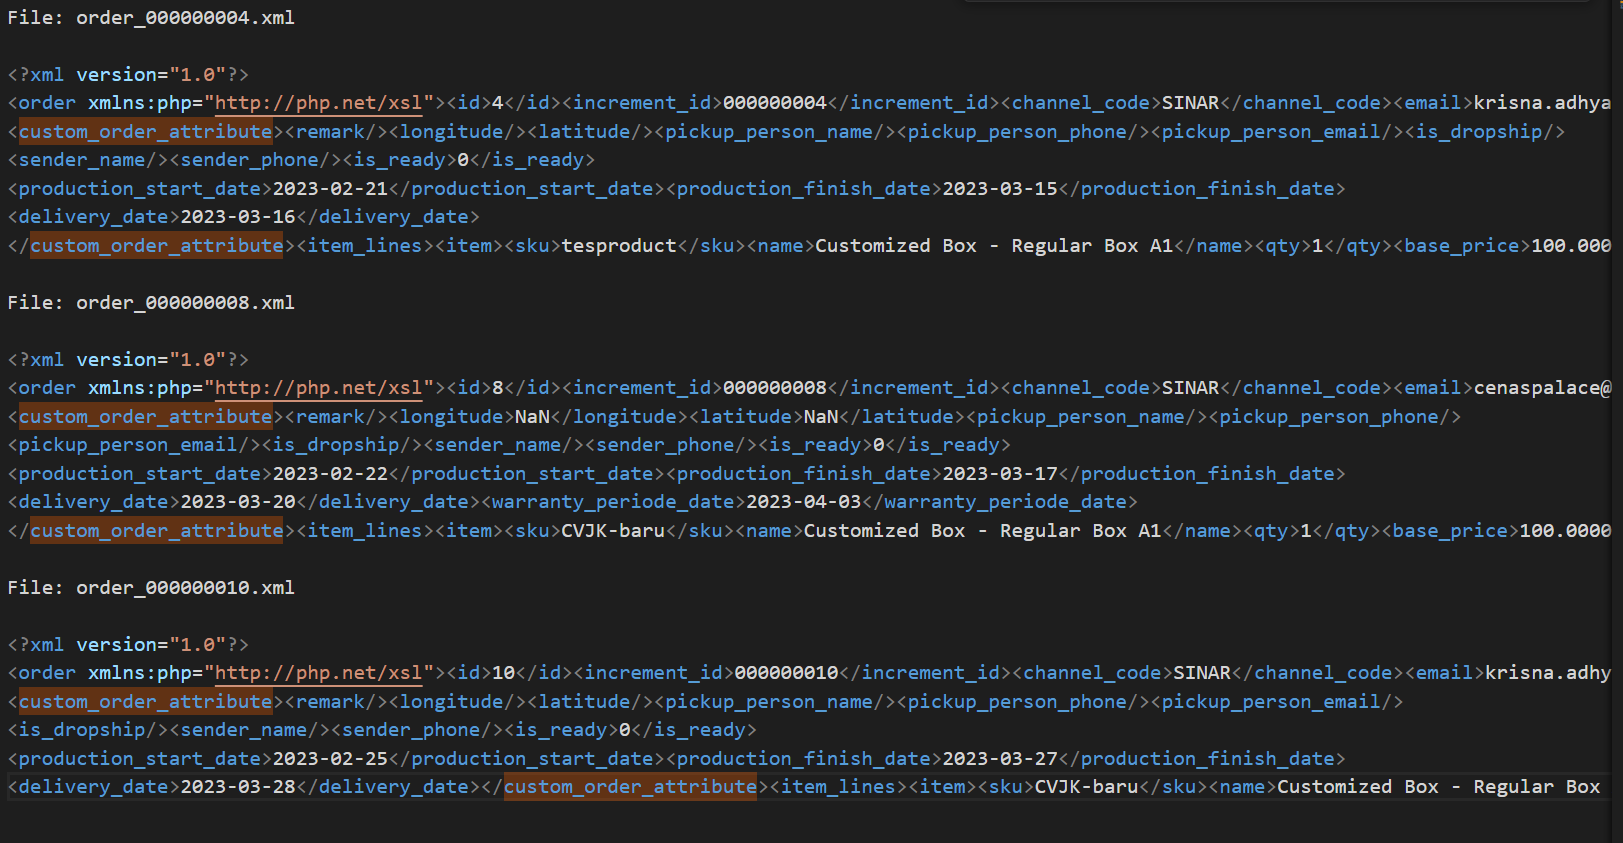 File: order_000000004.xml
<?xml version="1.0"?>
<order xmlns:php="http://php.net/xsl"><id>4</id><increment_id>000000004</increment_id><channel_code>SINAR</channel_code><email>krisna.adhya
<custom_order_attribute><remark/><longitude/><latitude/><pickup_person_name/><pickup_person_phone/><pickup_person_email/><is_dropship/>
<sender_name/><sender_phone/><is_ready>0</is_ready>
<production_start_date>2023-02-21</production_start_date><production_finish_date>2023-03-15</production_finish_date>
<delivery_date>2023-03-16</delivery_date>
</custom_order_attribute><item_lines><item><sku>tesproduct</sku><name>Customized Box - Regular Box A1</name><qty>1</qty><base_price>100.000
File: order_000000008.xml
<?xml version="1.0"?>
<order xmlns:php="http://php.net/xsl"><id>8</id><increment_id>000000008</increment_id><channel_code>SINAR</channel_code><email>cenaspalace@
<custom_order_attribute><remark/><longitude>NaN</longitude><latitude>NaN</latitude><pickup_person_name/><pickup_person_phone/>
<pickup_person_email/><is_dropship/><sender_name/><sender_phone/><is_ready>0</is_ready>
<production_start_date>2023-02-22</production_start_date><production_finish_date>2023-03-17</production_finish_date>
<delivery_date>2023-03-20</delivery_date><warranty_periode_date>2023-04-03</warranty_periode_date>
</custom_order_attribute><item_lines><item><sku>CVJK-baru</sku><name>Customized Box - Regular Box A1</name><qty>1</qty><base_price>100.0000
File: order_000000010.xml
<?xml version="1.0"?>
<order xmlns:php="http://php.net/xsl"><id>10</id><increment_id>000000010</increment_id><channel_code>SINAR</channel_code><email>krisna.adhy
<custom_order_attribute><remark/><longitude/><latitude/><pickup_person_name/><pickup_person_phone/><pickup_person_email/>
<is_dropship/><sender_name/><sender_phone/><is_ready>0</is_ready>
<production_start_date>2023-02-25</production_start_date><production_finish_date>2023-03-27</production_finish_date>
<delivery_date>2023-03-28</delivery_date></custom_order_attribute><item_lines><item><sku>CVJK-baru</sku><name>Customized Box - Regular Box